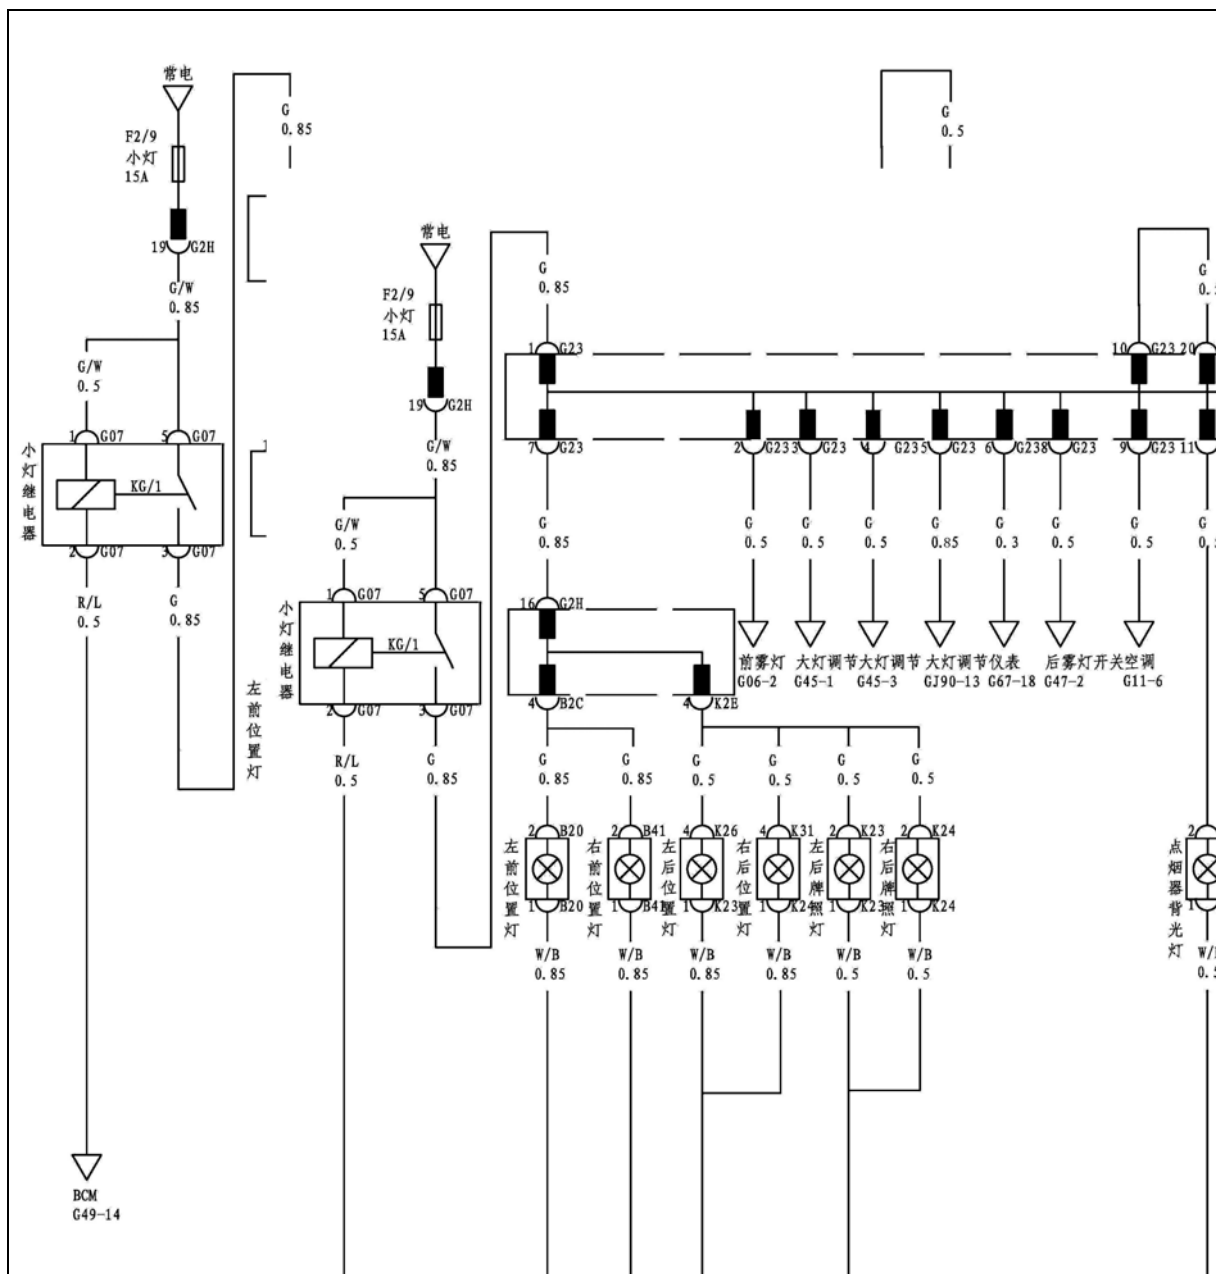 常电
F2/9
小灯
15A
19 G2H
G/W
0.85
G
0.85
G/W
0.5
1 G07 5 G07
小灯继电器
KG/1
2 G07 3 G07
R/L
0.5
G
0.85
BCM
G49-14
左前位置灯
常电
F2/9
小灯
15A
19 G2H
G/W
0.85
G/W
0.5
1 G07 5 G07
小灯继电器
KG/1
2 G07 3 G07
R/L
0.5
G
0.85
G
0.5
G
0.85
G
1 G23 10 G23 20
7 G23 2 G23 3 G23 4 G23 5 G23 6 G23 8 G23 9 G23 11
G G G G G G G G G
0.85 0.5 0.5 0.5 0.85 0.3 0.5 0.5
16 G2H
前雾灯 大灯调节 大灯调节 大灯调节 仪表 后雾灯开关 空调
G06-2 G45-1 G45-3 GJ90-13 G67-18 G47-2 G11-6
4 B2C 4 K2E
G G G G G G
0.85 0.85 0.5 0.5 0.5 0.5
2 B20 2 B41 4 K26 4 K31 2 K23 2 K24 2
左前位置灯
右前位置灯
左后位置灯
右后位置灯
左后牌照灯
右后牌照灯
点烟器背光灯
1 B20 1 B41 1 K23 1 K24 1 K23 1 K24 1
W/B W/B W/B W/B W/B W/B
0.85 0.85 0.85 0.85 0.5 0.5